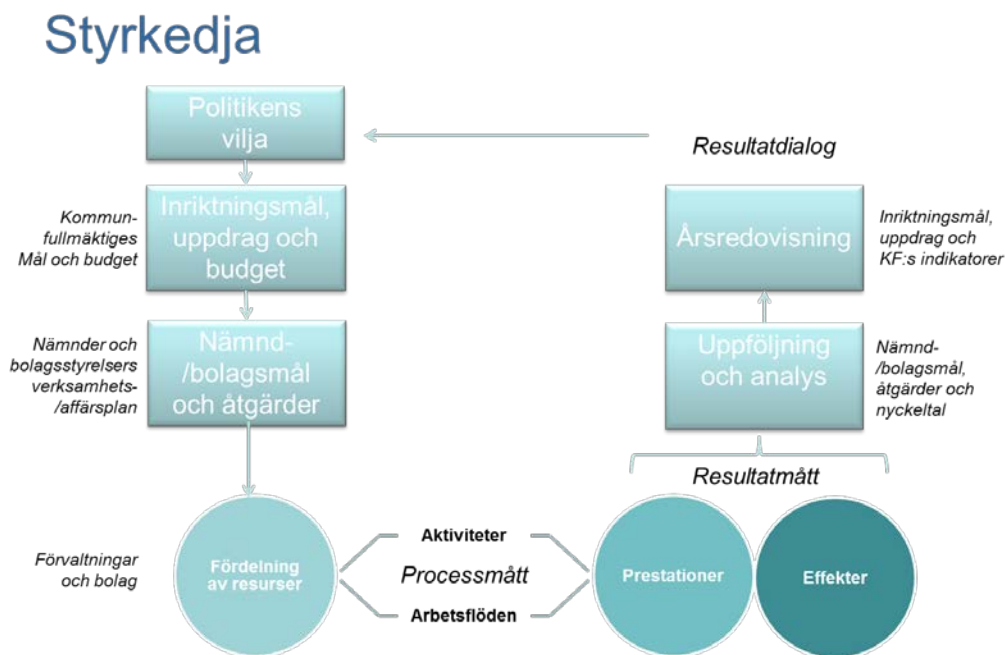 Styrkedja
Politikens
vilja
Resultatdialog
Kommun-
fullmäktiges
Mål och budget
Inriktningsmål,
uppdrag och
budget
Årsredovisning
Inriktningsmål,
uppdrag och
KF:s indikatorer
Nämnder och
bolagsstyrelsers
verksamhets-
/affärsplan
Nämnd-
/bolagsmål
och åtgärder
Uppföljning
och analys
Nämnd-
/bolagsmål,
åtgärder och
nyckeltal
Resultatmått
Förvaltningar
och bolag
Fördelning
av resurser
Aktiviteter
Processmått
Arbetsflöden
Prestationer
Effekter